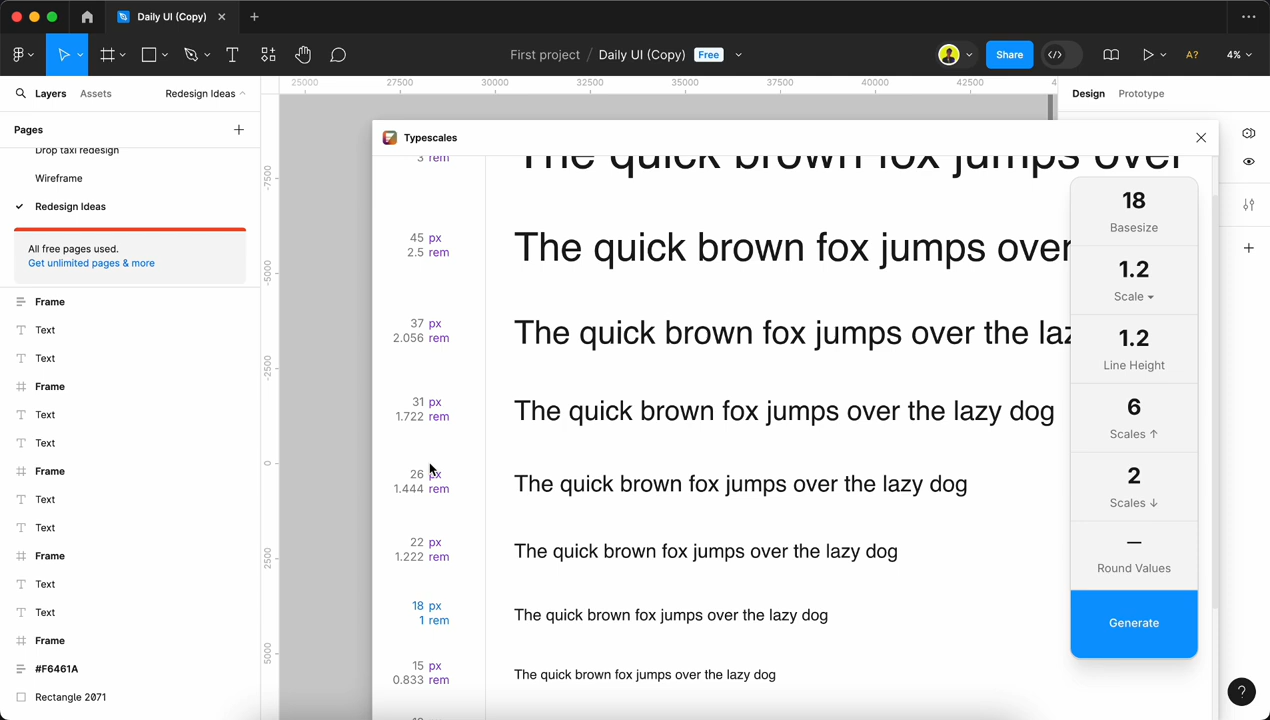 Daily UI (Copy)
First project / Daily UI (Copy) Free
Share
A?
4%
Layers Assets Redesign Ideas
25000 27500 30000 32500 35000 37500 40000 42500 4
Design Prototype
Pages
Drop taxi redesign
Wireframe
Redesign Ideas
All free pages used.
Get unlimited pages & more
Frame
Text
Text
Frame
Text
Text
Frame
Text
Text
Frame
Text
Text
Frame
#F6461A
Rectangle 2071
-7500
-5000
-2500
0
2500
5000
Typescales
3 rem
The quick brown fox jumps over
45 px
2.5 rem
The quick brown fox jumps over
37 px
2.056 rem
The quick brown fox jumps over the laz
31 px
1.722 rem
The quick brown fox jumps over the lazy dog
26 px
1.444 rem
The quick brown fox jumps over the lazy dog
22 px
1.222 rem
The quick brown fox jumps over the lazy dog
18 px
1 rem
The quick brown fox jumps over the lazy dog
15 px
0.833 rem
The quick brown fox jumps over the lazy dog
18
Basesize
1.2
Scale
1.2
Line Height
6
Scales ↑
2
Scales ↓
—
Round Values
Generate
?